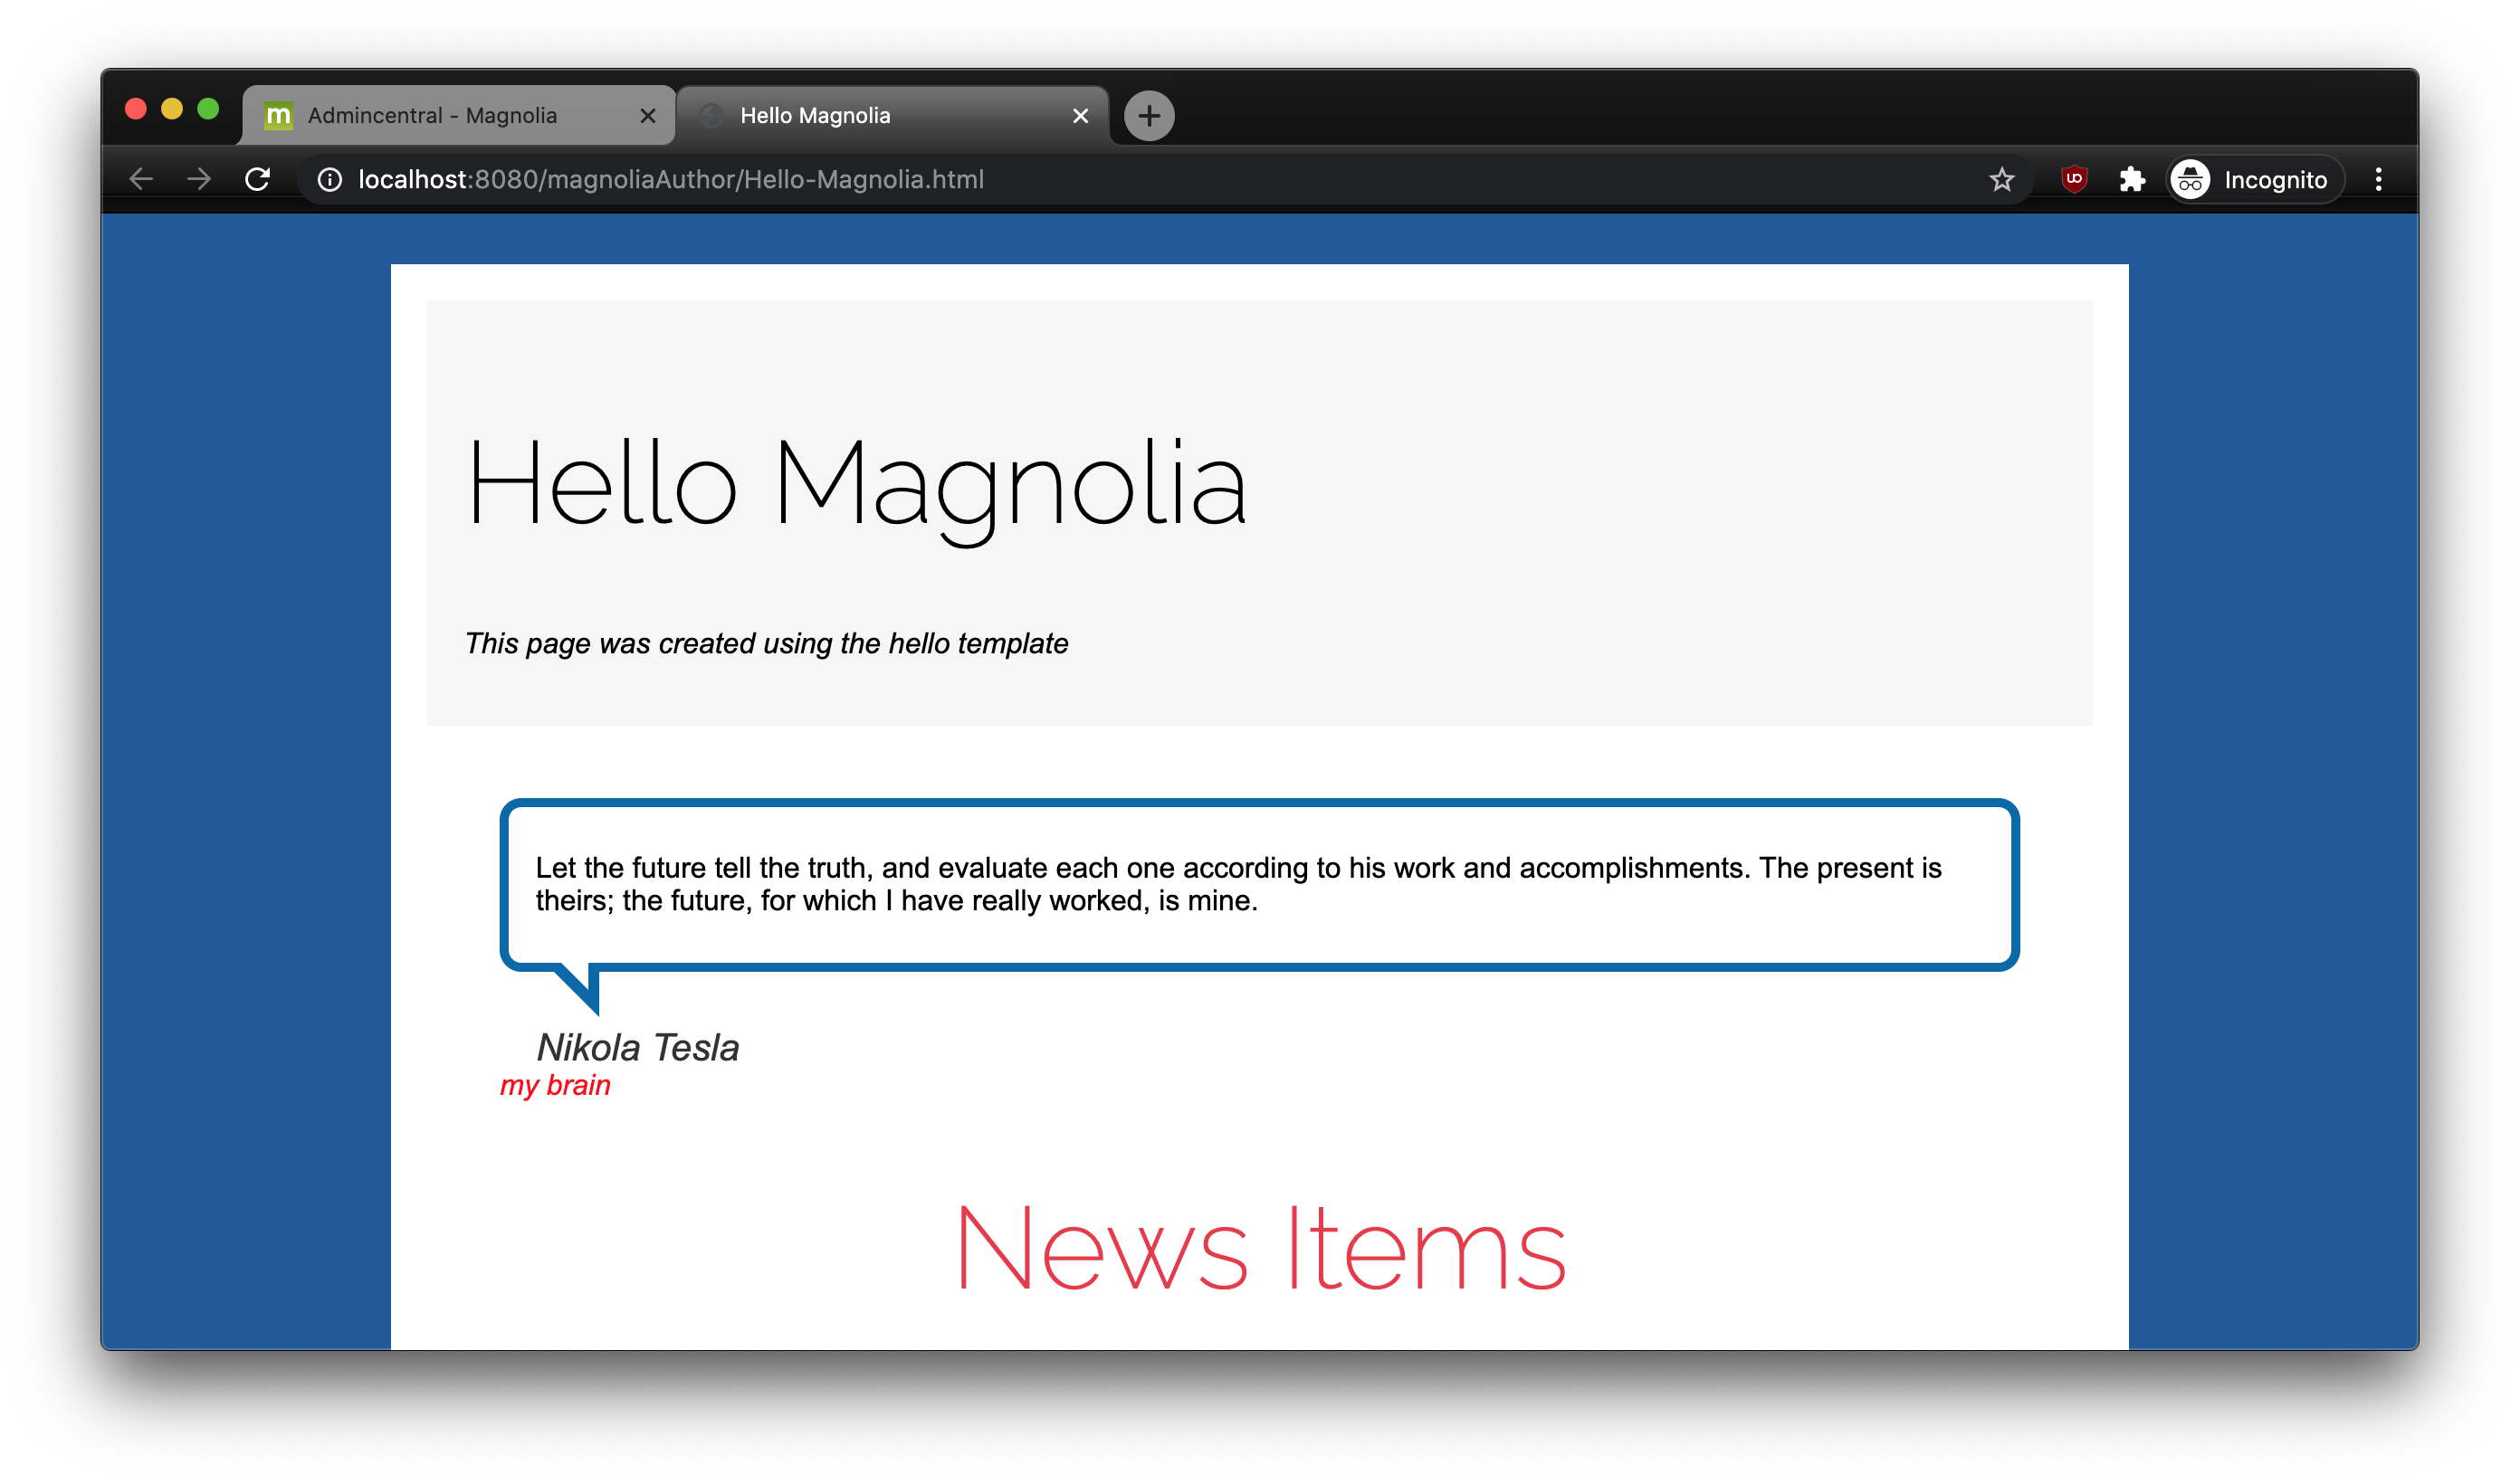 m Admincentral - Magnolia
Hello Magnolia
localhost:8080/magnoliaAuthor/Hello-Magnolia.html
UO
Incognito
Hello Magnolia
This page was created using the hello template
Let the future tell the truth, and evaluate each one according to his work and accomplishments. The present is
theirs; the future, for which I have really worked, is mine.
Nikola Tesla
my brain
News Items